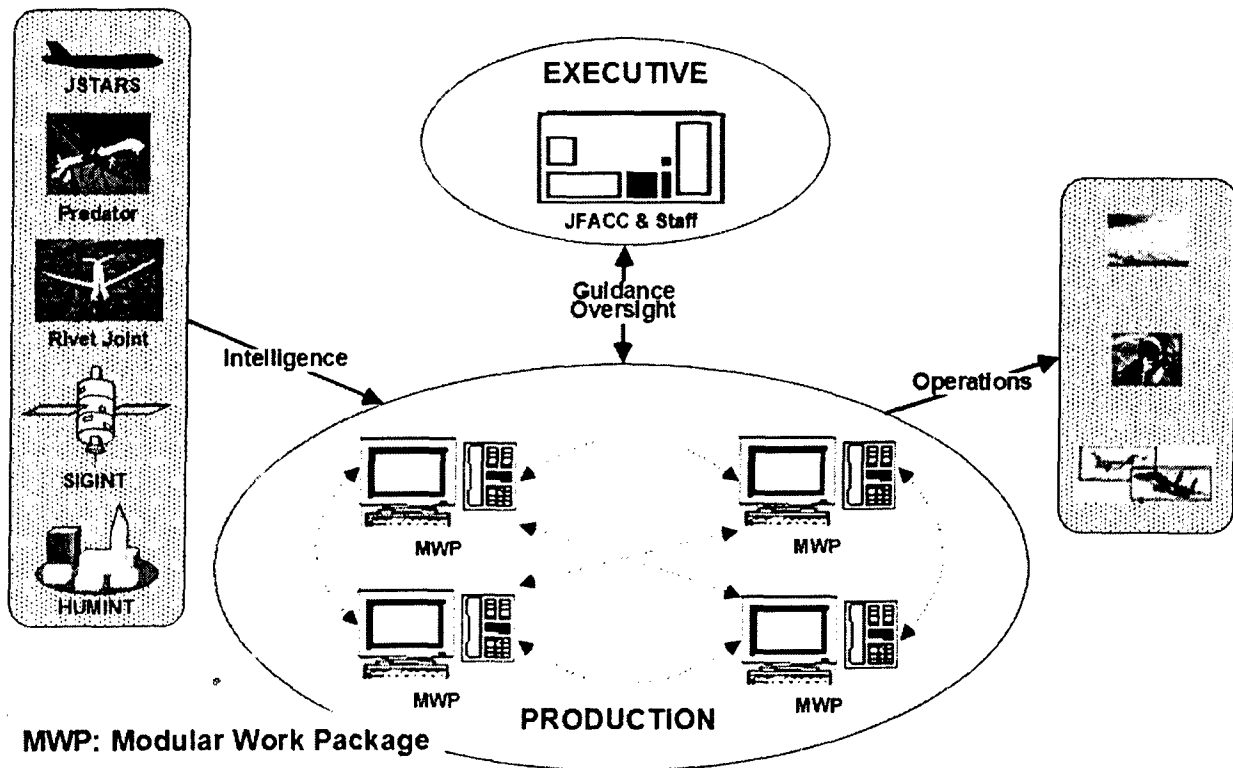 JSTARS
Predator
Rivet Joint
SIGINT
HUMINT
Intelligence
EXECUTIVE
JFACC & Staff
Guidance
Oversight
Operations
MWP
MWP
MWP
MWP
PRODUCTION
MWP: Modular Work Package